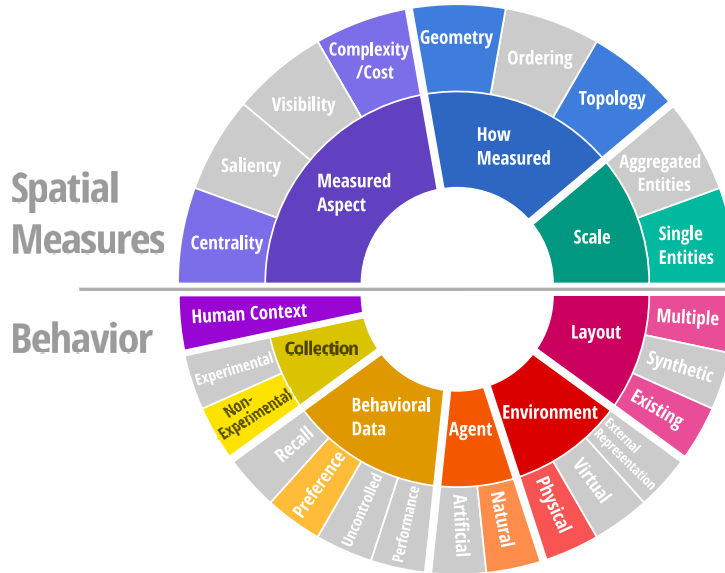 Spatial
Measures
Behavior
Centrality
Saliency
Visibility
Complexity
/Cost
Measured
Aspect
Geometry
Ordering
Topology
How
Measured
Aggregated
Entities
Single
Entities
Scale
Human Context
Experimental
Non-
Experimental
Collection
Recall
Preference
Uncontrolled
Performance
Behavioral
Data
Artificial
Natural
Agent
Physical
Virtual
External
Representation
Environment
Existing
Synthetic
Multiple
Layout